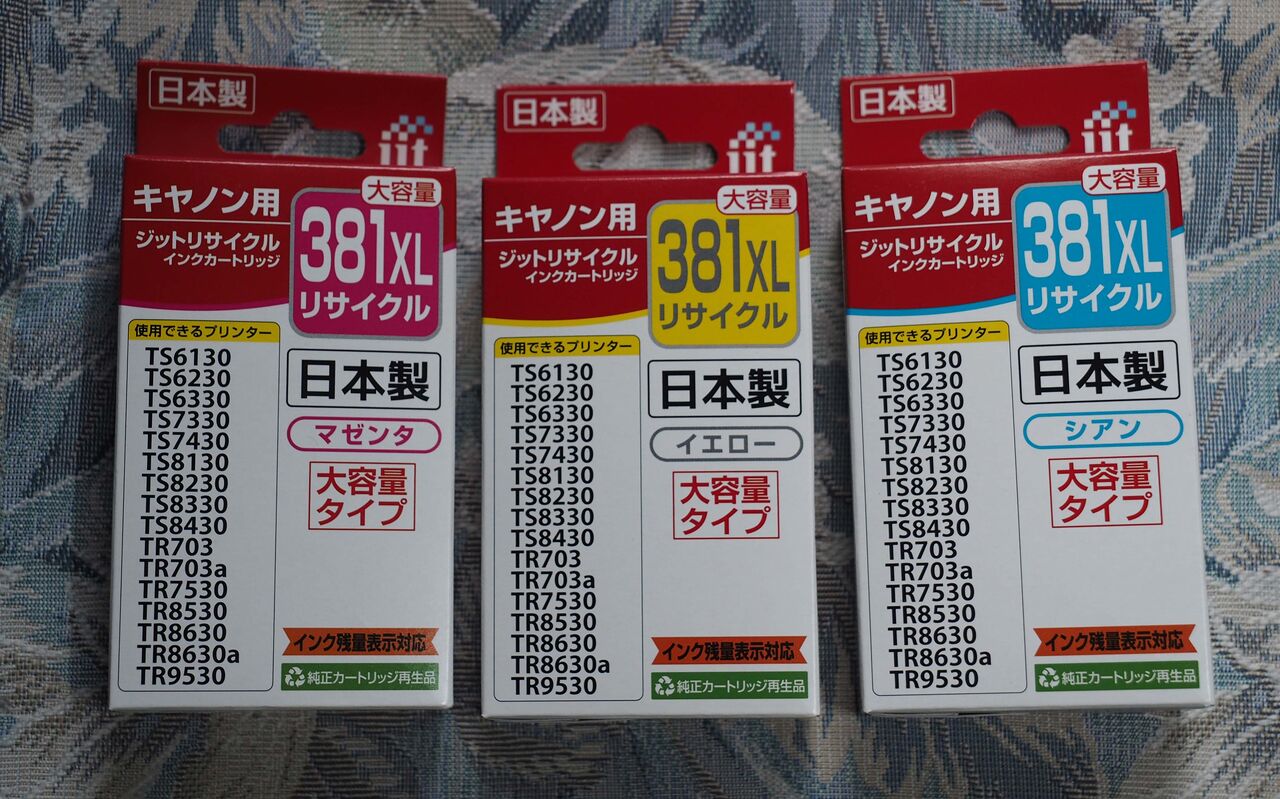 日本製
jit
キヤノン用
大容量
ジットリサイクル
インクカートリッジ
381XL
リサイクル
使用できるプリンター
TS6130
TS6230
TS6330
TS7330
TS7430
TS8130
TS8230
TS8330
TS8430
TR703
TR703a
TR7530
TR8530
TR8630
TR8630a
TR9530
日本製
マゼンタ
大容量
タイプ
インク残量表示対応
純正カートリッジ再生品
日本製
jit
キヤノン用
大容量
ジットリサイクル
インクカートリッジ
381XL
リサイクル
使用できるプリンター
TS6130
TS6230
TS6330
TS7330
TS7430
TS8130
TS8230
TS8330
TS8430
TR703
TR703a
TR7530
TR8530
TR8630
TR8630a
TR9530
日本製
イエロー
大容量
タイプ
インク残量表示対応
純正カートリッジ再生品
日本製
jit
キヤノン用
大容量
ジットリサイクル
インクカートリッジ
381XL
リサイクル
使用できるプリンター
TS6130
TS6230
TS6330
TS7330
TS7430
TS8130
TS8230
TS8330
TS8430
TR703
TR703a
TR7530
TR8530
TR8630
TR8630a
TR9530
日本製
シアン
大容量
タイプ
インク残量表示対応
純正カートリッジ再生品